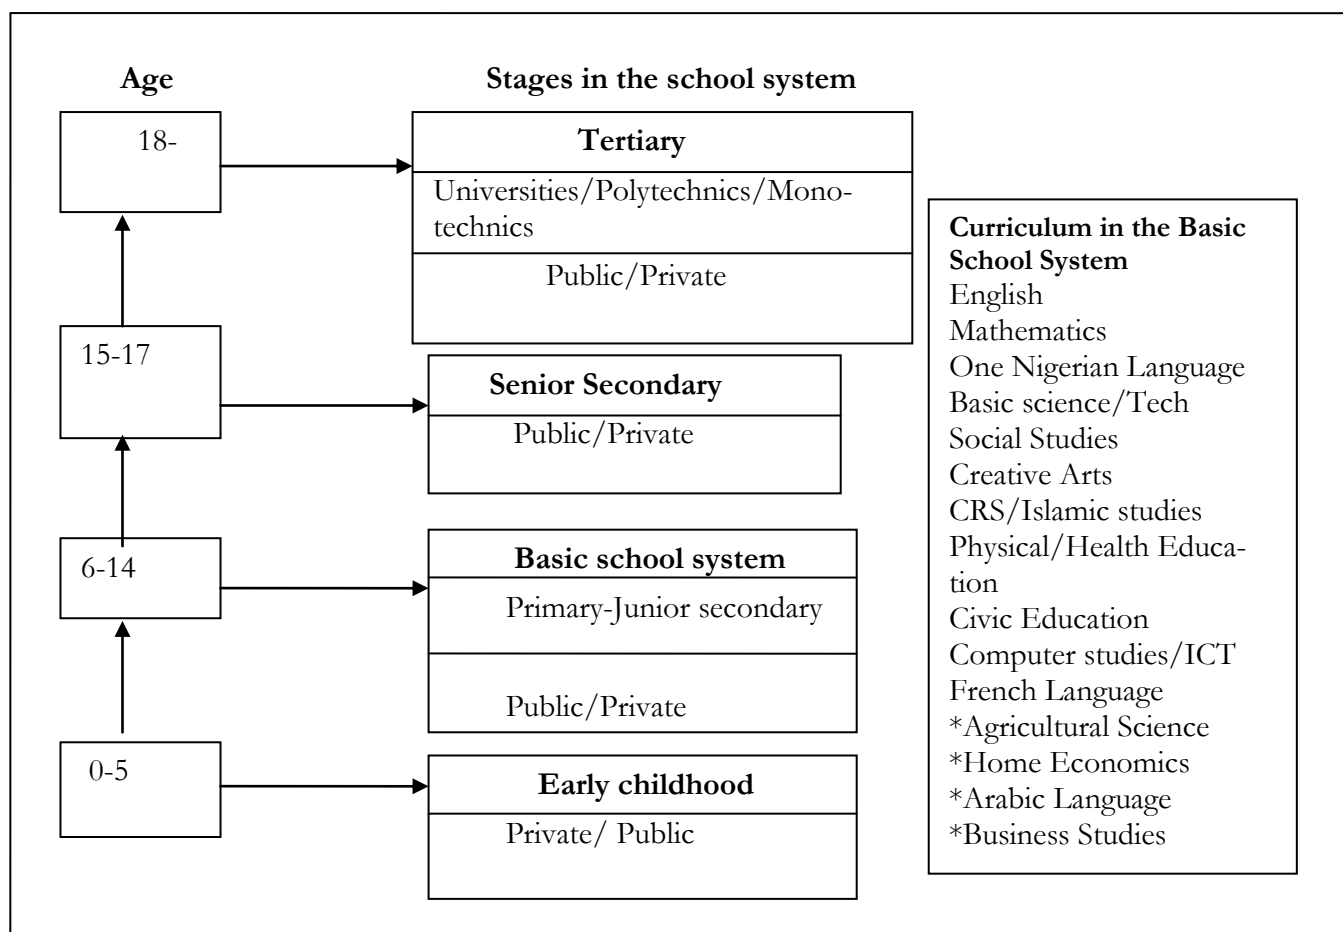 Age
Stages in the school system
18-
Tertiary
Universities/Polytechnics/Mono-
technics
Public/Private
15-17
Senior Secondary
Public/Private
6-14
Basic school system
Primary-Junior secondary
Public/Private
0-5
Early childhood
Private/ Public
Curriculum in the Basic
School System
English
Mathematics
One Nigerian Language
Basic science/Tech
Social Studies
Creative Arts
CRS/Islamic studies
Physical/Health Educa-
tion
Civic Education
Computer studies/ICT
French Language
*Agricultural Science
*Home Economics
*Arabic Language
*Business Studies